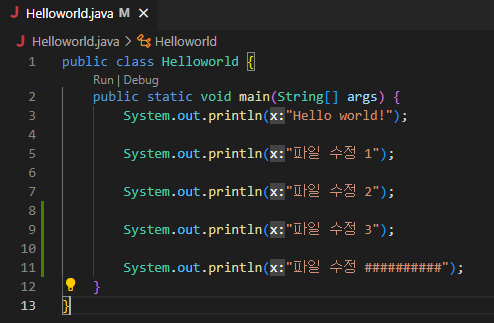 J Helloworld.java M ×
J Helloworld.java > Helloworld
1 public class Helloworld {
Run | Debug
2 public static void main(String[] args) {
3 System.out.println(x:"Hello world!");
4
5 System.out.println(x:"파일 수정 1");
6
7 System.out.println(x:"파일 수정 2");
8
9 System.out.println(x:"파일 수정 3");
10
11 System.out.println(x:"파일 수정 ##########");
12 }
13 }